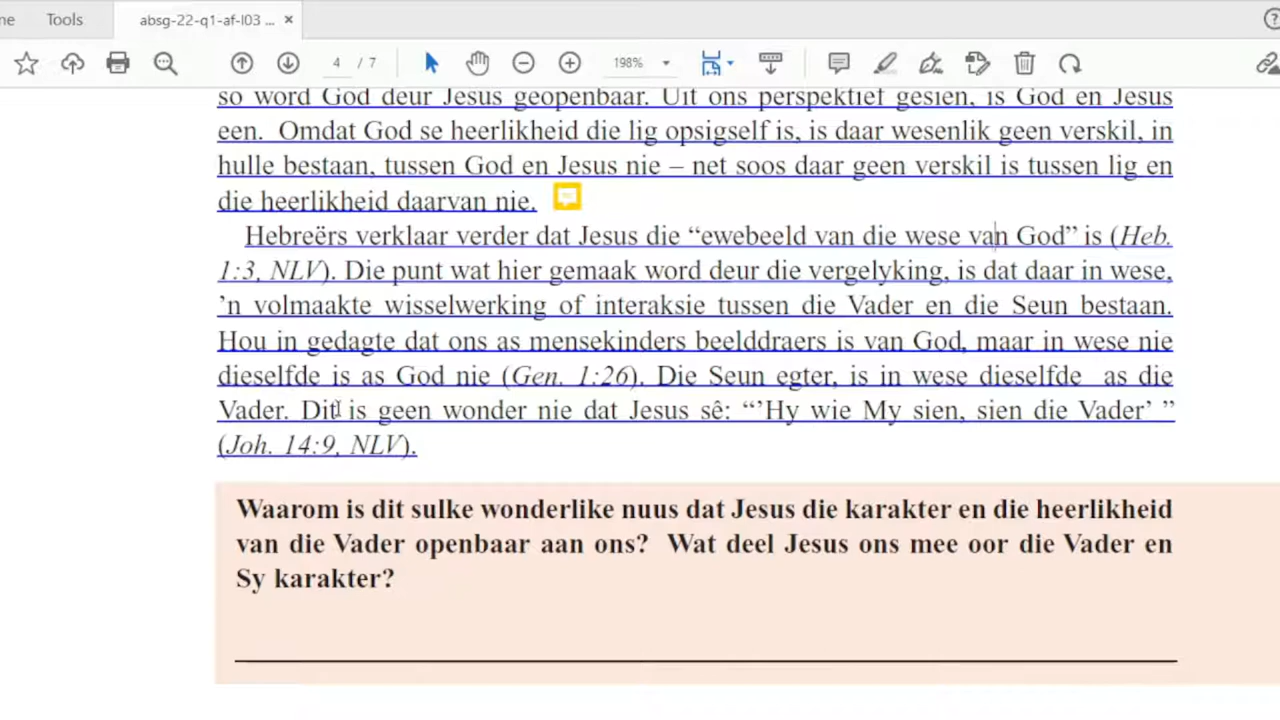 ne Tools absg-22-q1-af-l03 ... ×
4 / 7 198%
so word God deur Jesus geopenbaar. Uit ons perspektief gesien, is God en Jesus
een. Omdat God se heerlikheid die lig opsigself is, is daar wesenlik geen verskil, in
hulle bestaan, tussen God en Jesus nie – net soos daar geen verskil is tussen lig en
die heerlikheid daarvan nie.
Hebreërs verklaar verder dat Jesus die “ewebeeld van die wese van God” is (Heb.
1:3, NLV). Die punt wat hier gemaak word deur die vergelyking, is dat daar in wese,
’n volmaakte wisselwerking of interaksie tussen die Vader en die Seun bestaan.
Hou in gedagte dat ons as mensekinders beelddraers is van God, maar in wese nie
dieselfde is as God nie (Gen. 1:26). Die Seun egter, is in wese dieselfde as die
Vader. Dit is geen wonder nie dat Jesus sê: “’Hy wie My sien, sien die Vader’ ”
(Joh. 14:9, NLV).
Waarom is dit sulke wonderlike nuus dat Jesus die karakter en die heerlikheid
van die Vader openbaar aan ons? Wat deel Jesus ons mee oor die Vader en
Sy karakter?